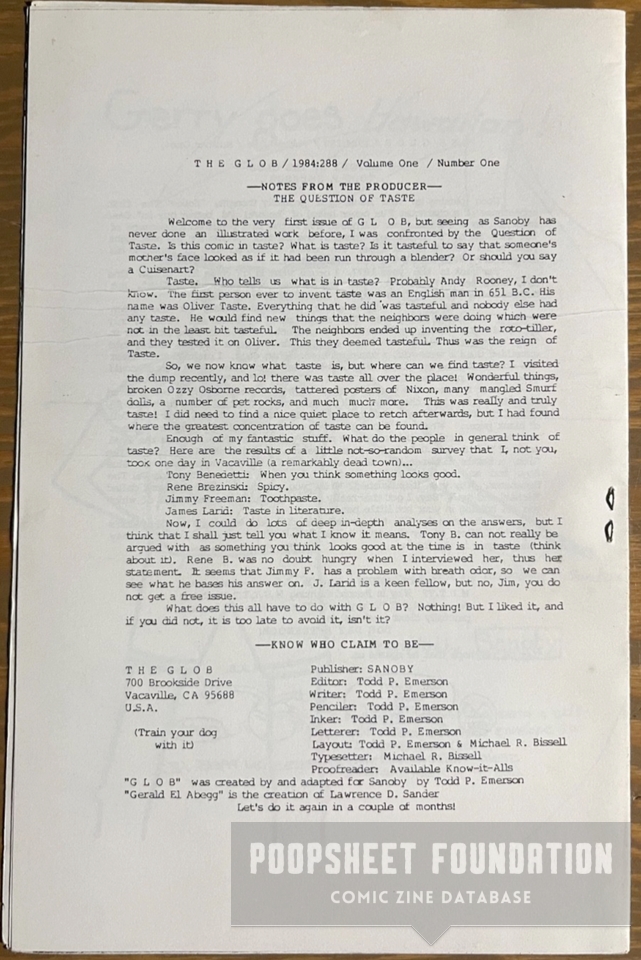 T H E G L O B / 1984:288 / Volume One / Number One
—NOTES FROM THE PRODUCER—
THE QUESTION OF TASTE
Welcome to the very first issue of G L O B, but seeing as Sanoby has
never done an illustrated work before, I was confronted by the Question of
Taste. Is this comic in taste? What is taste? Is it tasteful to say that someone's
mother's face looked as if it had been run through a blender? Or should you say
a Cuisenart?
Taste. Who tells us what is in taste? Probably Andy Rooney, I don't
know. The first person ever to invent taste was an English man in 651 B.C. His
name was Oliver Taste. Everything that he did was tasteful and nobody else had
any taste. He would find new things that the neighbors were doing which were
not in the least bit tasteful. The neighbors ended up inventing the roto-tiller,
and they tested it on Oliver. This they deemed tasteful. Thus was the reign of
Taste.
So, we now know what taste is, but where can we find taste? I visited
the dump recently, and lo! there was taste all over the place! Wonderful things,
broken Ozzy Osborne records, tattered posters of Nixon, many mangled Smurf
dolls, a number of pet rocks, and much much more. This was really and truly
taste! I did need to find a nice quiet place to retch afterwards, but I had found
where the greatest concentration of taste can be found.
Enough of my fantastic stuff. What do the people in general think of
taste? Here are the results of a little not-so-random survey that I, not you,
took one day in Vacaville (a remarkably dead town)...
Tony Benedetti: When you think something looks good.
Rene Brezinski: Spicy.
Jimmy Freeman: Toothpaste.
James Larid: Taste in literature.
Now, I could do lots of deep in-depth analyses on the answers, but I
think that I shall just tell you what I know it means. Tony B. can not really be
argued with as something you think looks good at the time is in taste (think
about it). Rene B. was no doubt hungry when I interviewed her, thus her
statement. It seems that Jimmy F. has a problem with breath odor, so we can
see what he bases his answer on. J. Larid is a keen fellow, but no, Jim, you do
not get a free issue.
What does this all have to do with G L O B? Nothing! But I liked it, and
if you did not, it is too late to avoid it, isn't it?
—KNOW WHO CLAIM TO BE—
T H E G L O B
700 Brookside Drive
Vacaville, CA 95688
U.S.A.
(Train your dog
with it)
Publisher: SANOBY
Editor: Todd P. Emerson
Writer: Todd P. Emerson
Penciler: Todd P. Emerson
Inker: Todd P. Emerson
Letterer: Todd P. Emerson
Layout: Todd P. Emerson & Michael R. Bissell
Typesetter: Michael R. Bissell
Proofreader: Available Know-it-Alls
"G L O B" was created by and adapted for Sanoby by Todd P. Emerson
"Gerald El Abegg" is the creation of Lawrence D. Sander
Let's do it again in a couple of months!
POOPSHEET FOUNDATION
COMIC ZINE DATABASE